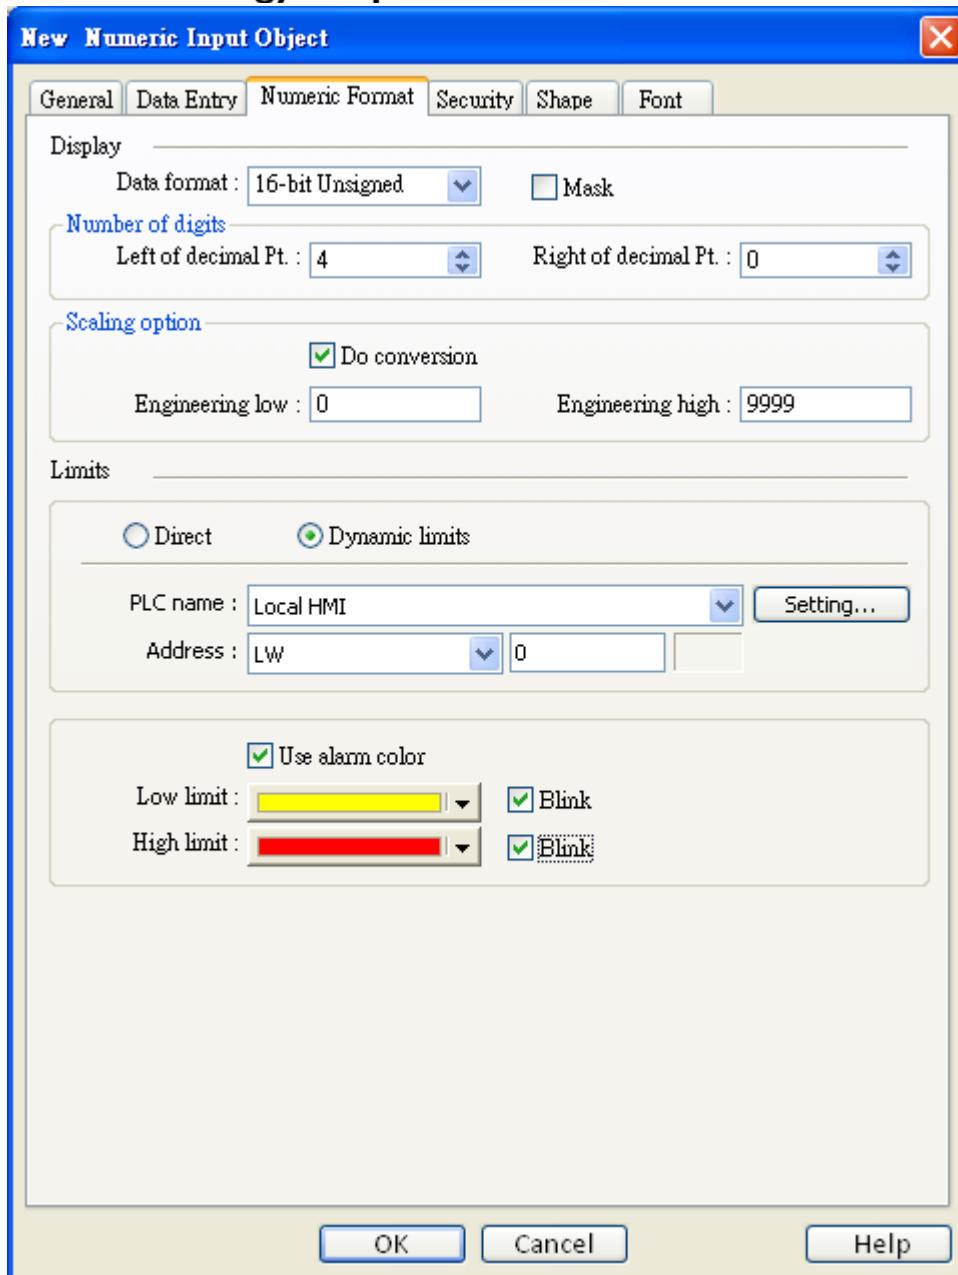 New Numeric Input Object
General Data Entry Numeric Format Security Shape Font
Display
Data format : 16-bit Unsigned Mask
Number of digits
Left of decimal Pt. : 4 Right of decimal Pt. : 0
Scaling option
Do conversion
Engineering low : 0 Engineering high : 9999
Limits
Direct Dynamic limits
PLC name : Local HMI Setting...
Address : LW 0
Use alarm color
Low limit : Blink
High limit : Blink
OK Cancel Help